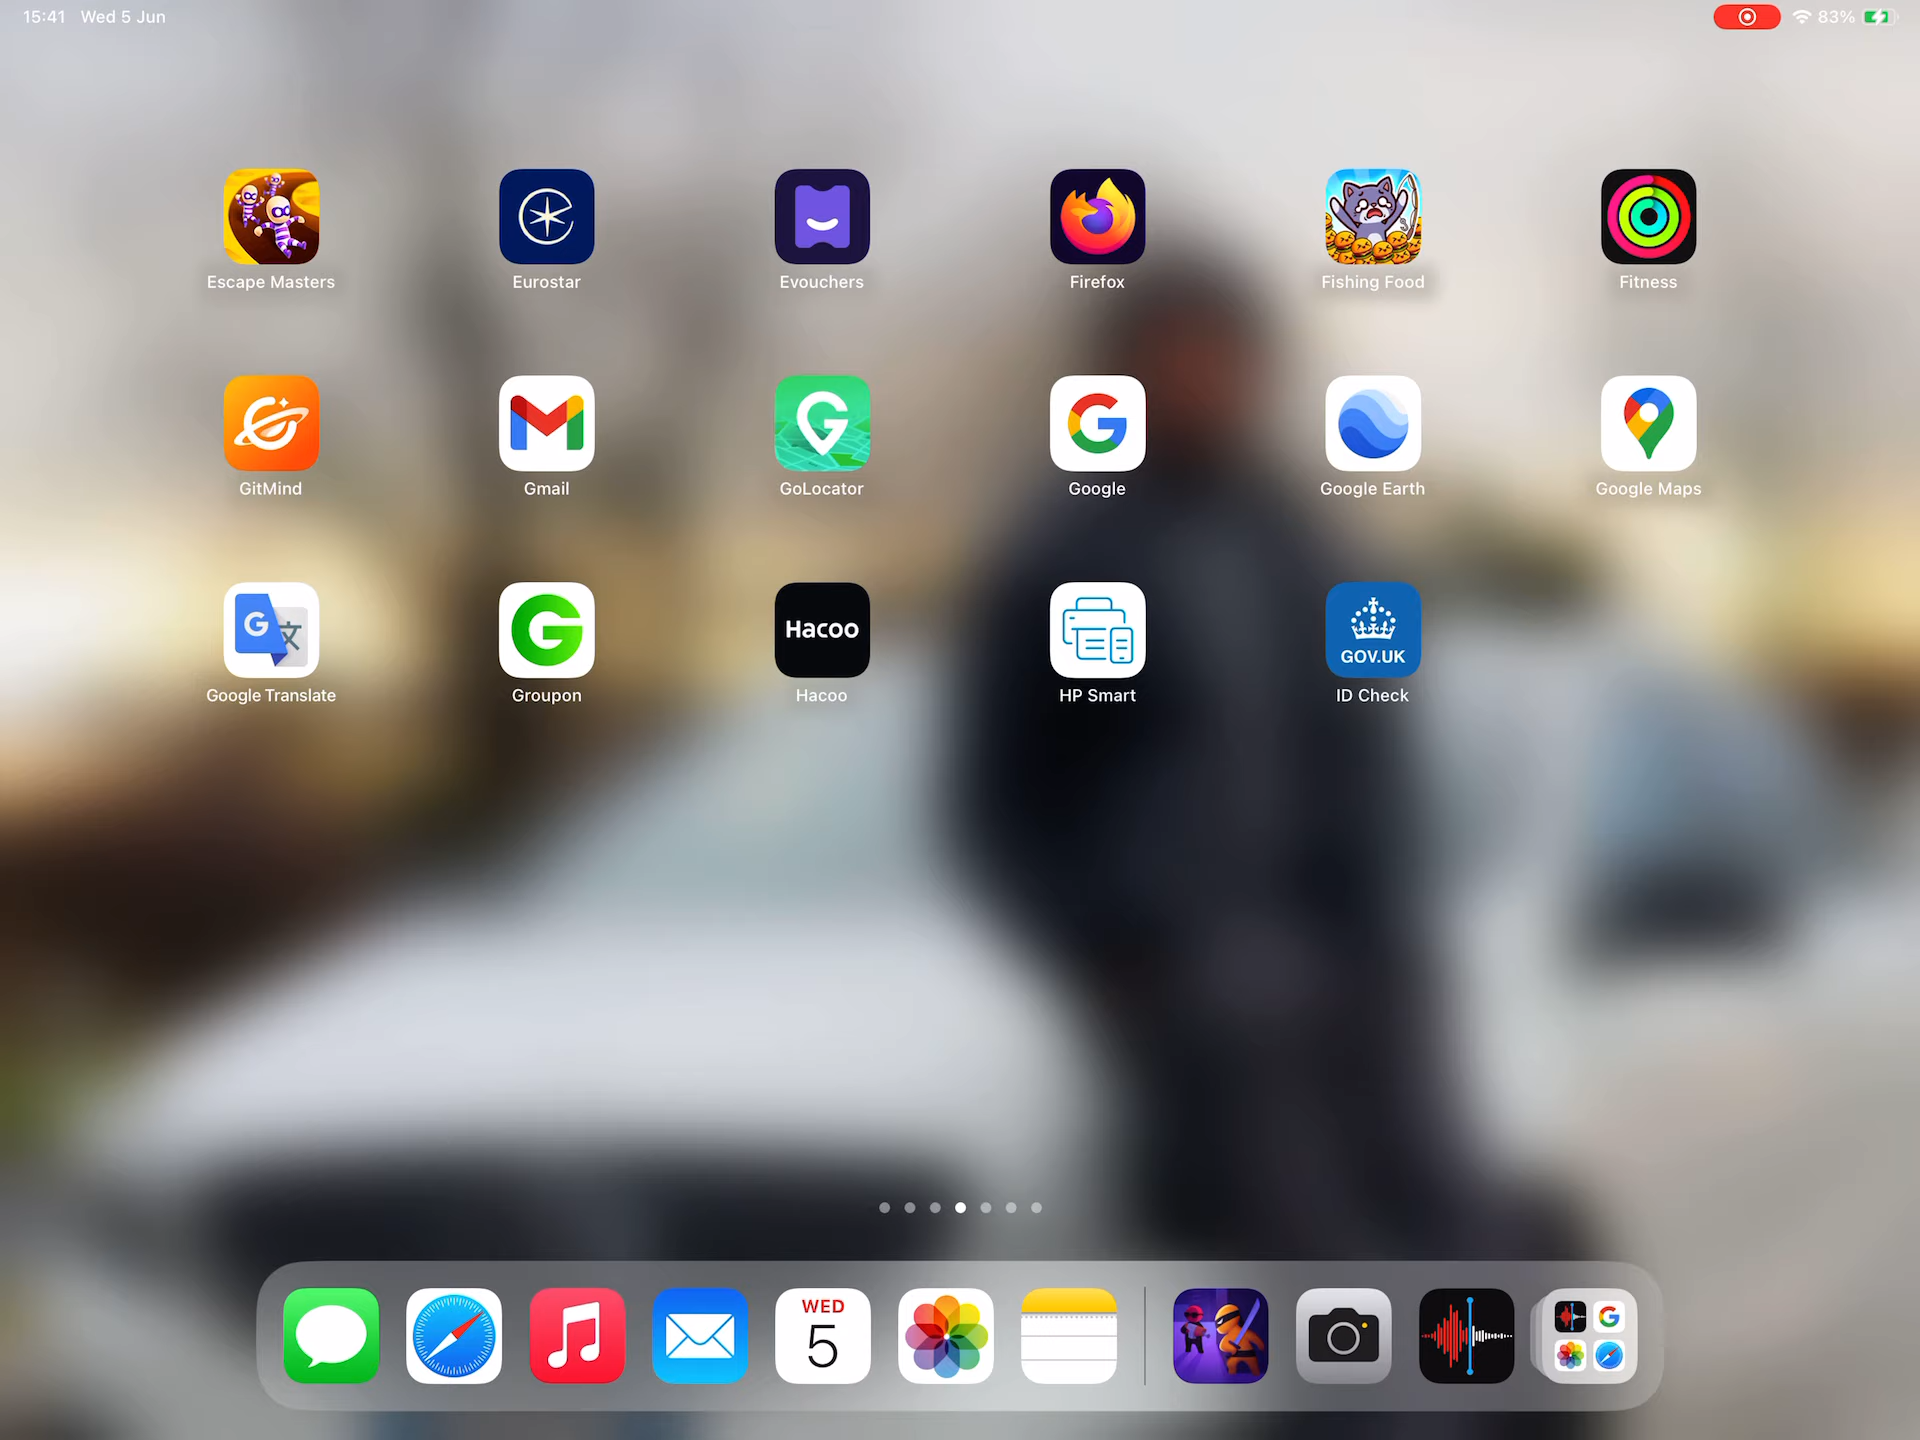 15:41 Wed 5 Jun
83%
Escape Masters
Eurostar
Evouchers
Firefox
Fishing Food
Fitness
GitMind
Gmail
GoLocator
Google
Google Earth
Google Maps
Google Translate
Groupon
Hacoo
Hacoo
HP Smart
GOV.UK
ID Check
WED
5